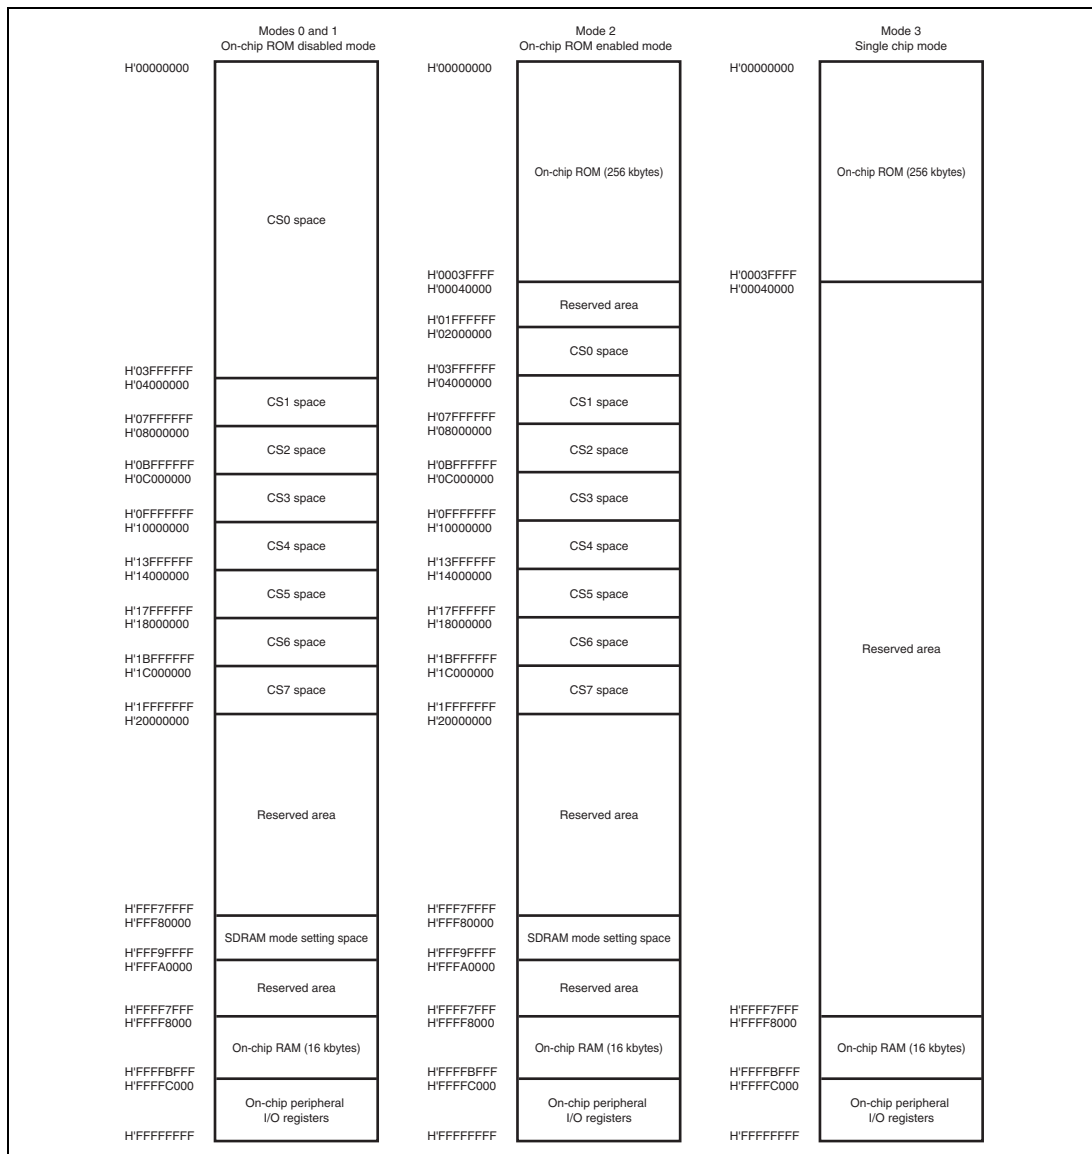 Modes 0 and 1
On-chip ROM disabled mode
H'00000000
CS0 space
H'03FFFFFF
H'04000000
CS1 space
H'07FFFFFF
H'08000000
CS2 space
H'0BFFFFFF
H'0C000000
CS3 space
H'0FFFFFFF
H'10000000
CS4 space
H'13FFFFFF
H'14000000
CS5 space
H'17FFFFFF
H'18000000
CS6 space
H'1BFFFFFF
H'1C000000
CS7 space
H'1FFFFFFF
H'20000000
Reserved area
H'FFF7FFFF
H'FFF80000
SDRAM mode setting space
H'FFF9FFFF
H'FFFA0000
Reserved area
H'FFFF7FFF
H'FFFF8000
On-chip RAM (16 kbytes)
H'FFFFBFFF
H'FFFFC000
On-chip peripheral
I/O registers
H'FFFFFFFF
Mode 2
On-chip ROM enabled mode
H'00000000
On-chip ROM (256 kbytes)
H'0003FFFF
H'00040000
Reserved area
H'01FFFFFF
H'02000000
CS0 space
H'03FFFFFF
H'04000000
CS1 space
H'07FFFFFF
H'08000000
CS2 space
H'0BFFFFFF
H'0C000000
CS3 space
H'0FFFFFFF
H'10000000
CS4 space
H'13FFFFFF
H'14000000
CS5 space
H'17FFFFFF
H'18000000
CS6 space
H'1BFFFFFF
H'1C000000
CS7 space
H'1FFFFFFF
H'20000000
Reserved area
H'FFF7FFFF
H'FFF80000
SDRAM mode setting space
H'FFF9FFFF
H'FFFA0000
Reserved area
H'FFFF7FFF
H'FFFF8000
On-chip RAM (16 kbytes)
H'FFFFBFFF
H'FFFFC000
On-chip peripheral
I/O registers
H'FFFFFFFF
Mode 3
Single chip mode
H'00000000
On-chip ROM (256 kbytes)
H'0003FFFF
H'00040000
Reserved area
H'FFFF7FFF
H'FFFF8000
On-chip RAM (16 kbytes)
H'FFFFBFFF
H'FFFFC000
On-chip peripheral
I/O registers
H'FFFFFFFF